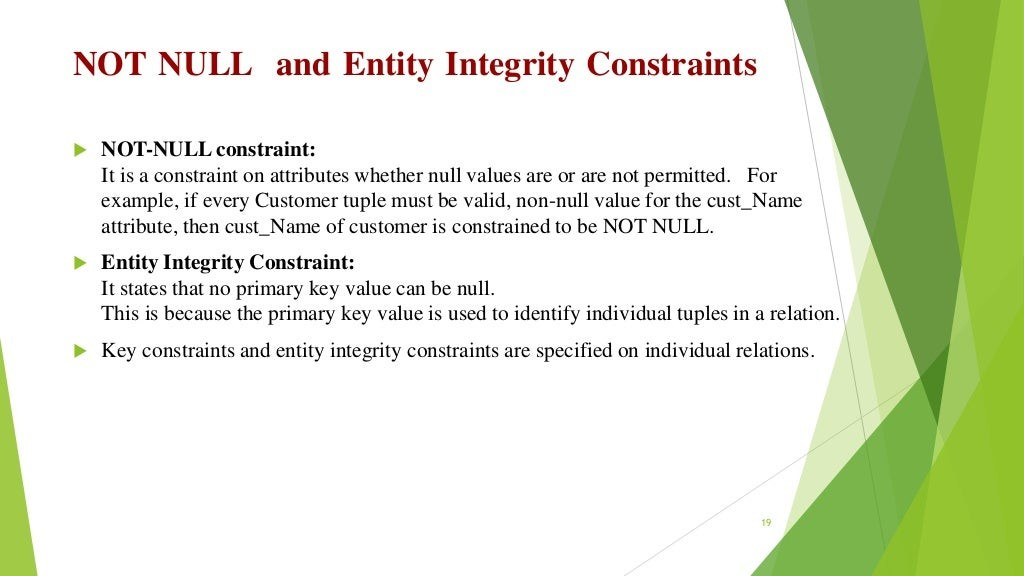 NOT NULL and Entity Integrity Constraints
NOT-NULL constraint:
It is a constraint on attributes whether null values are or are not permitted. For
example, if every Customer tuple must be valid, non-null value for the cust_Name
attribute, then cust_Name of customer is constrained to be NOT NULL.
Entity Integrity Constraint:
It states that no primary key value can be null.
This is because the primary key value is used to identify individual tuples in a relation.
Key constraints and entity integrity constraints are specified on individual relations.
19